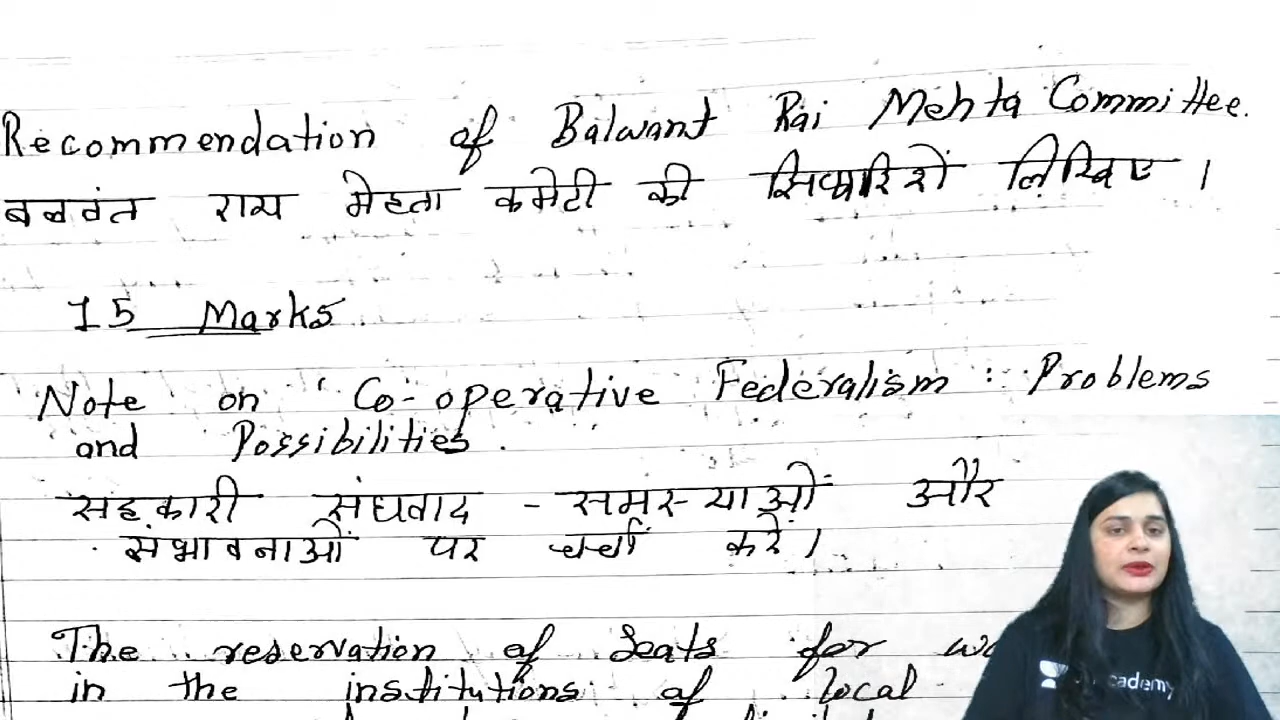 Recommendation of Balwant Rai Mehta Committee.
बलवंत राय मेहता कमेटी की सिफारिशें लिखिए ।
15 Marks
Note on 'Co-operative Federalism : Problems
and Possibilities.
सहकारी संघवाद - समस्याओं और
संभावनाओं पर चर्चा करें।
The reservation of Seats for
in the institutions of local
academy